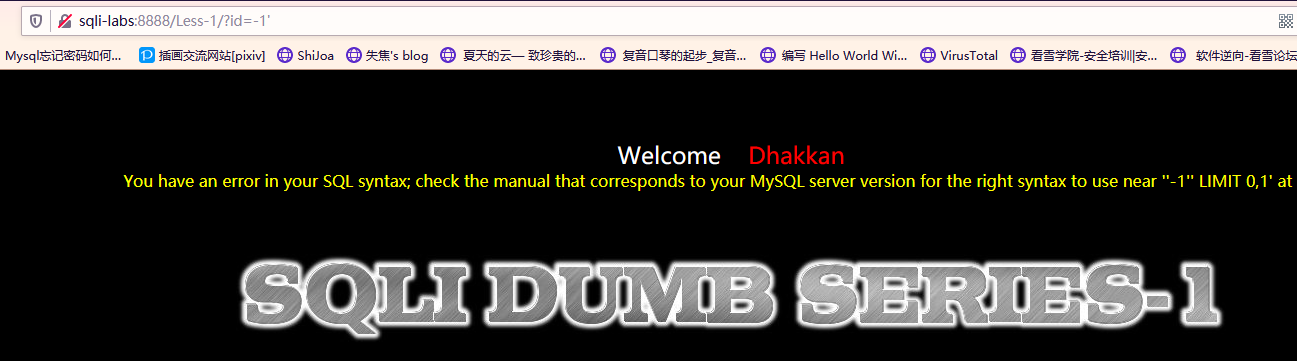 sqli-labs:8888/Less-1/?id=-1'
Mysql忘记密码如何... 插画交流网站[pixiv] ShiJoa 失焦's blog 夏天的云— 致珍贵的... 复音口琴的起步_复音... 编写 Hello World Wi... VirusTotal 看雪学院-安全培训|安... 软件逆向-看雪论坛
Welcome Dhakkan
You have an error in your SQL syntax; check the manual that corresponds to your MySQL server version for the right syntax to use near ''-1'' LIMIT 0,1' at
SQLI DUMB SERIES-1